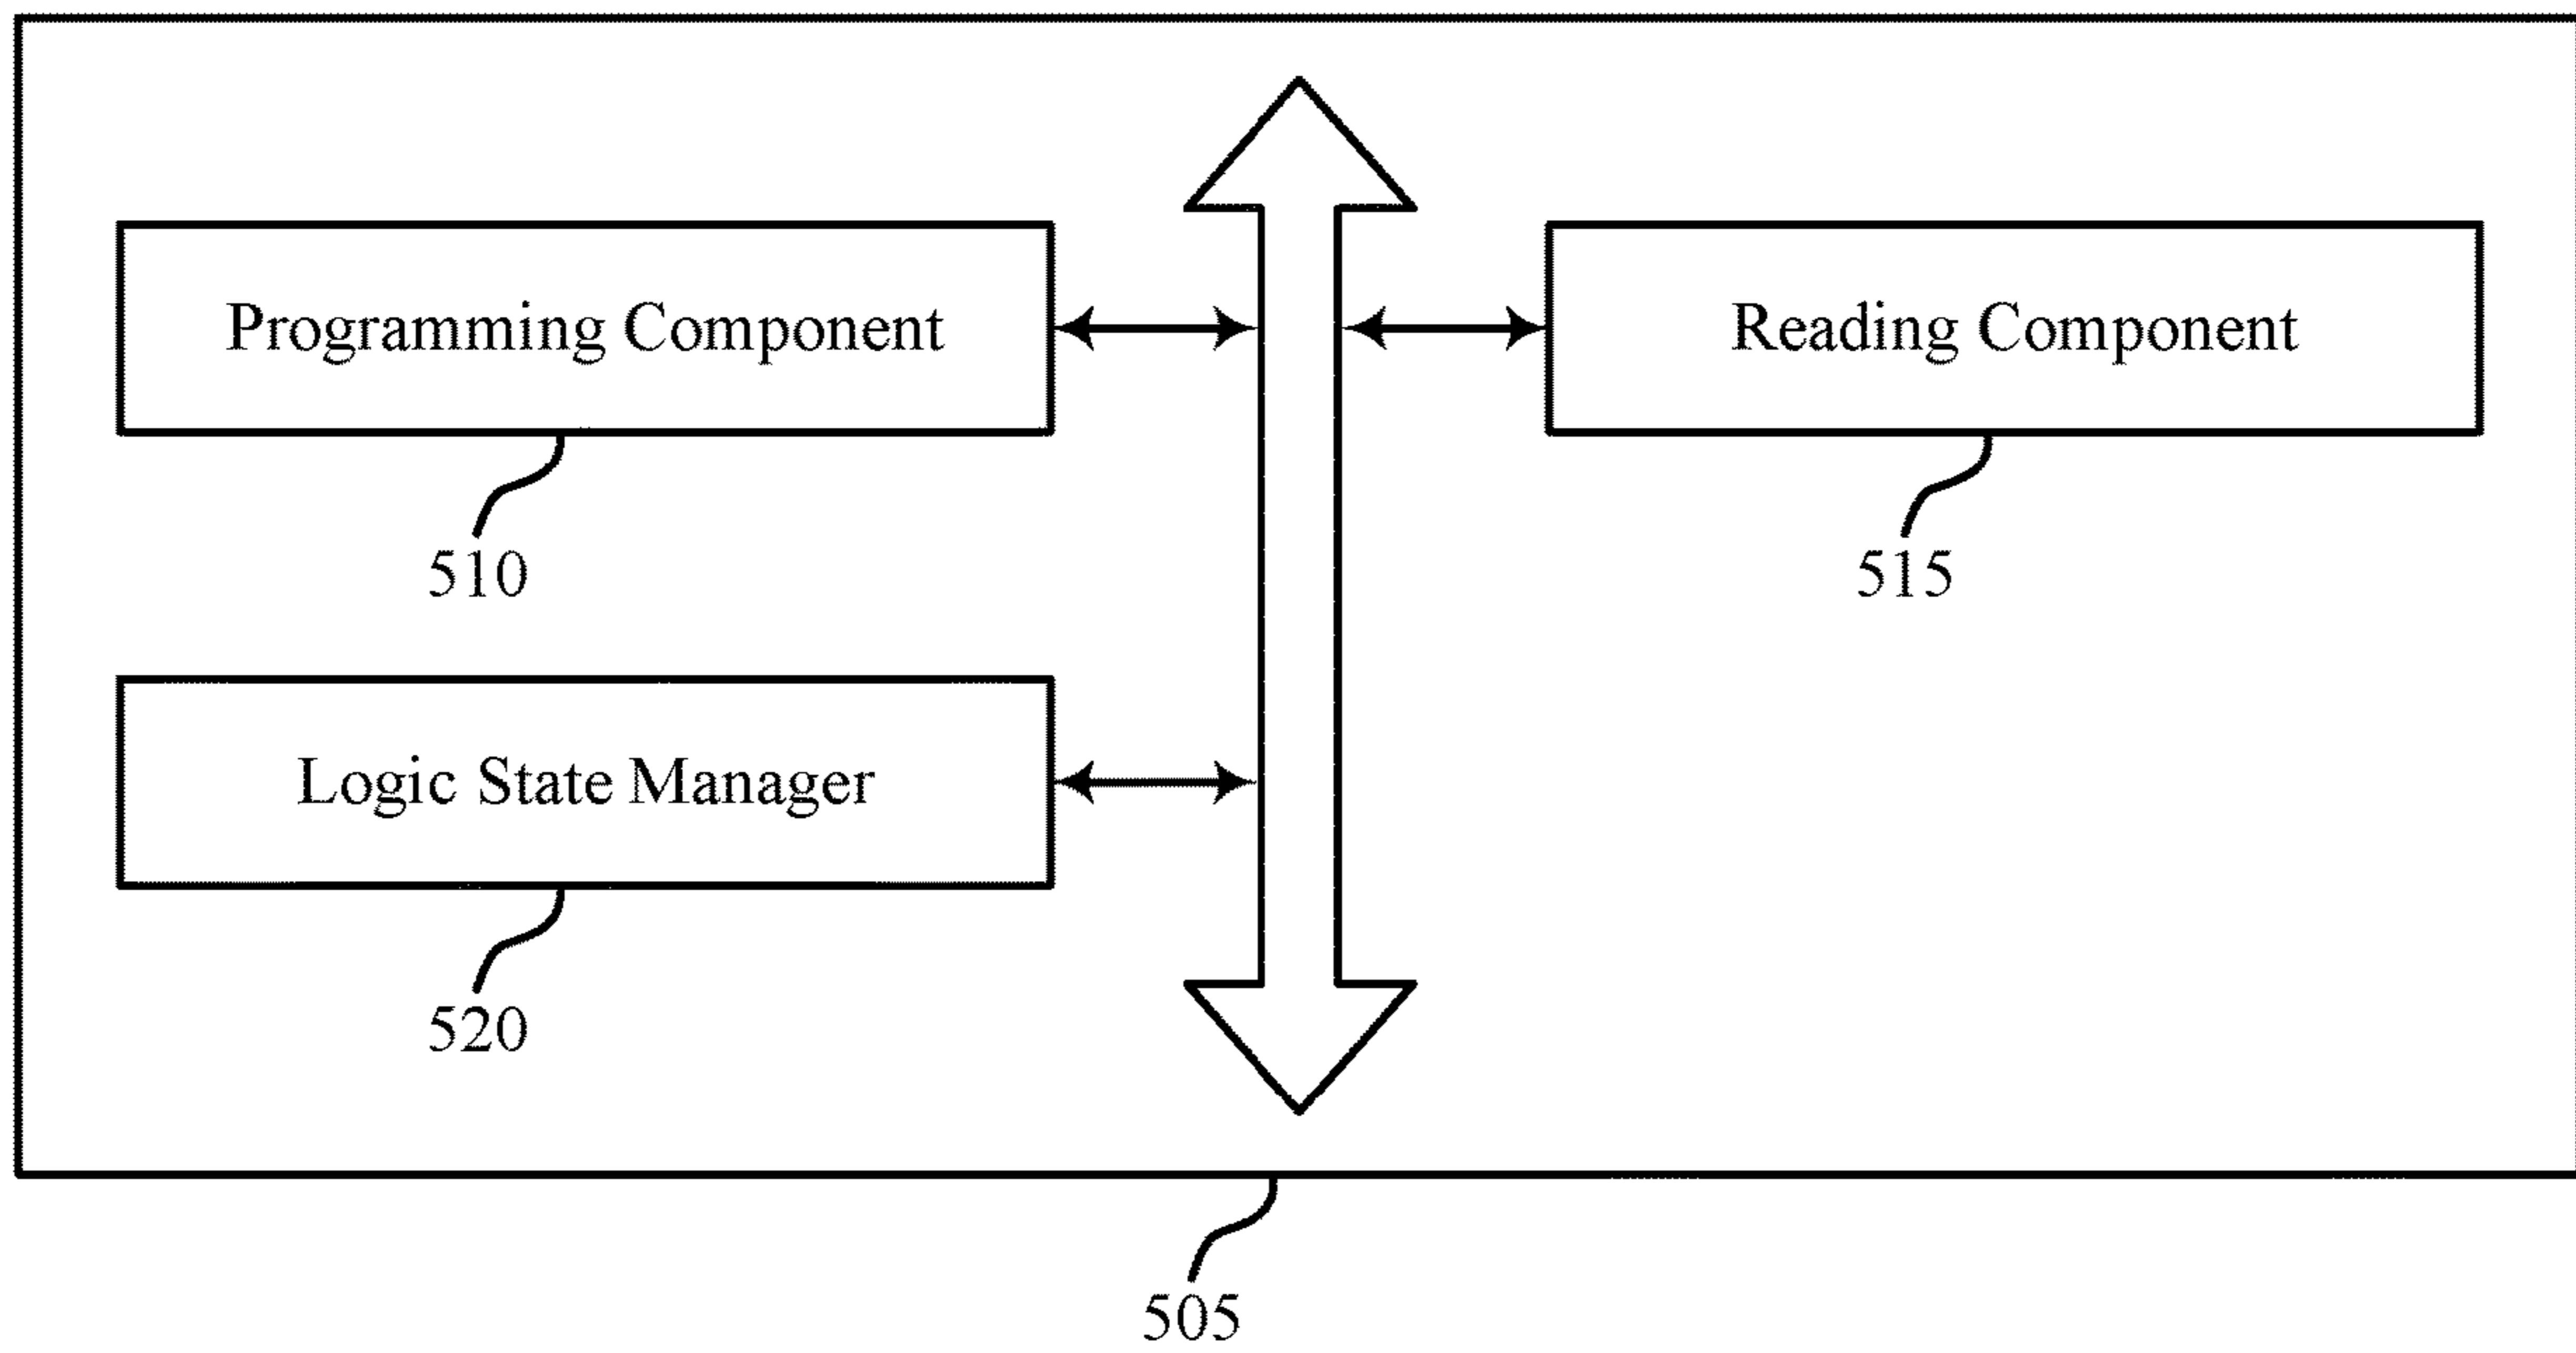 Programming Component
Reading Component
510
515
Logic State Manager
520
505